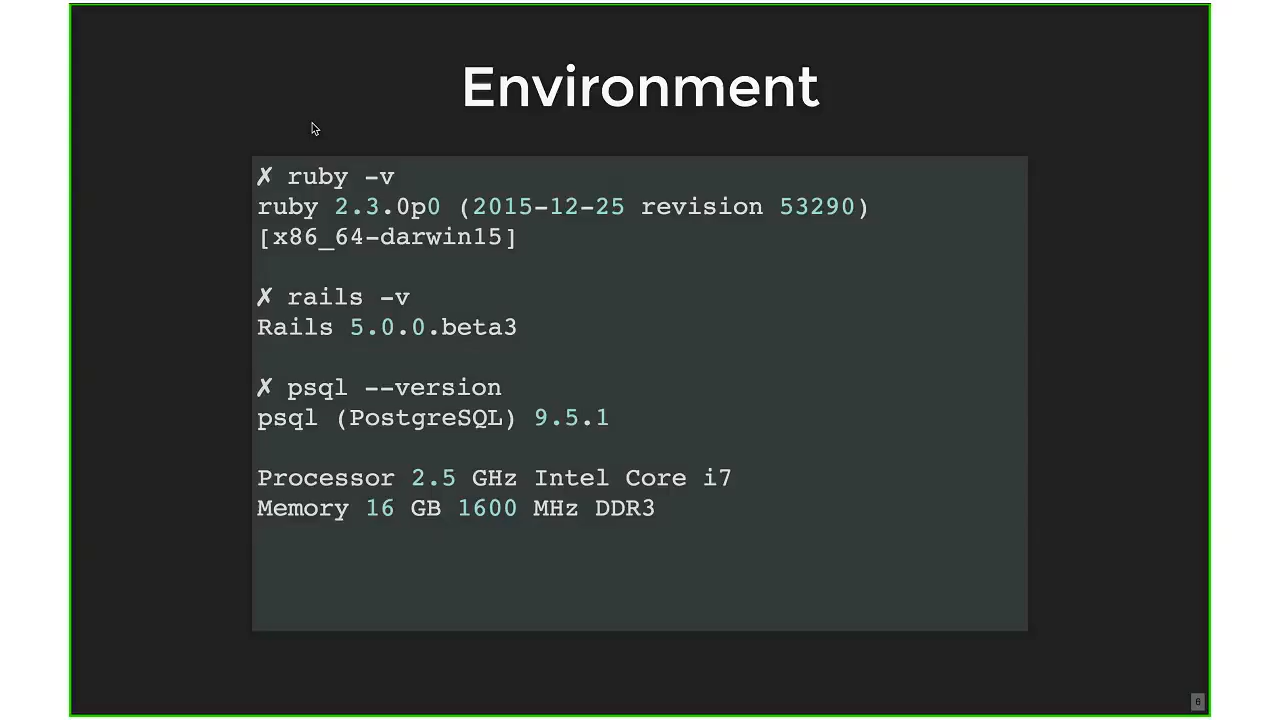 Environment
✗ ruby -v
ruby 2.3.0p0 (2015-12-25 revision 53290)
[x86_64-darwin15]
✗ rails -v
Rails 5.0.0.beta3
✗ psql --version
psql (PostgreSQL) 9.5.1
Processor 2.5 GHz Intel Core i7
Memory 16 GB 1600 MHz DDR3
6